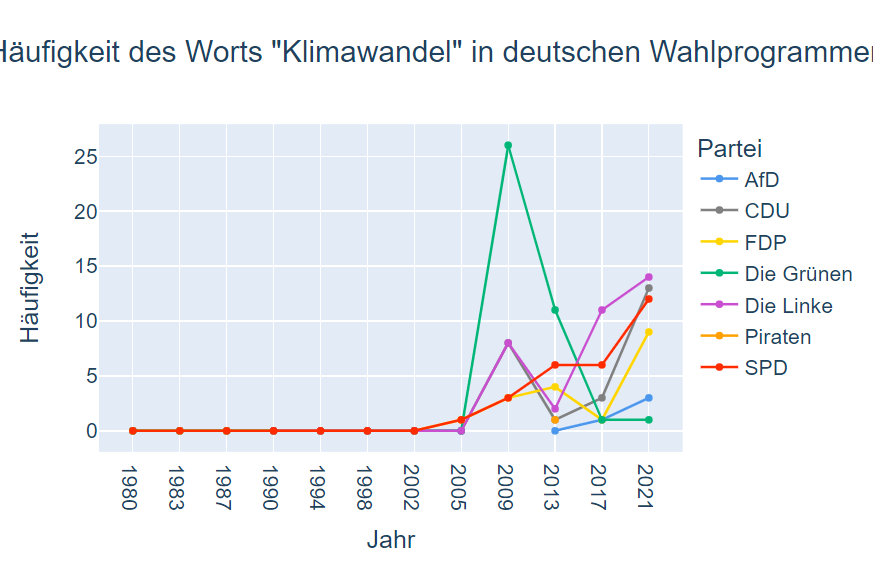 Häufigkeit des Worts "Klimawandel" in deutschen Wahlprogrammen
Partei
AfD
CDU
FDP
Die Grünen
Die Linke
Piraten
SPD
Häufigkeit
25
20
15
10
5
0
1980
1983
1987
1990
1994
1998
2002
2005
2009
2013
2017
2021
Jahr